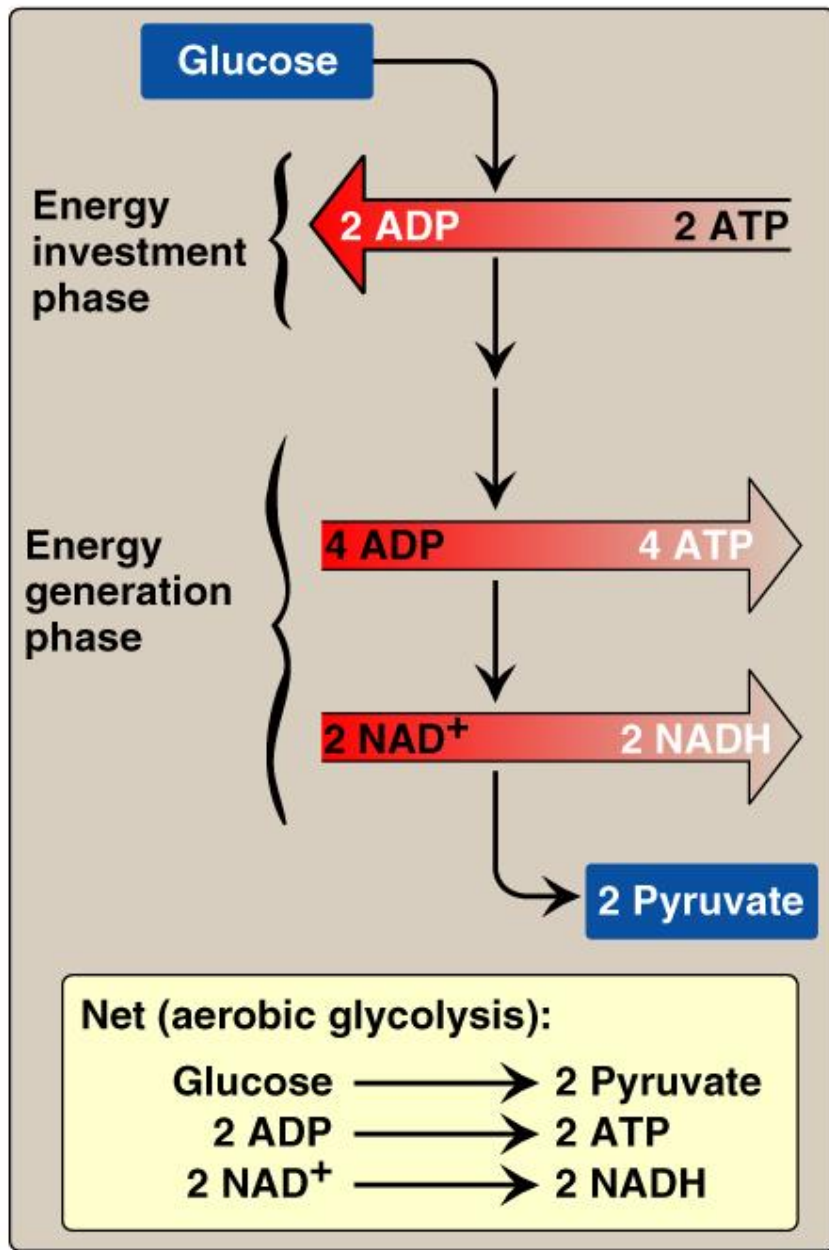 Glucose
Energy
investment
phase
2 ADP 2 ATP
Energy
generation
phase
4 ADP 4 ATP
2 NAD+ 2 NADH
2 Pyruvate
Net (aerobic glycolysis):
Glucose → 2 Pyruvate
2 ADP → 2 ATP
2 NAD+ → 2 NADH